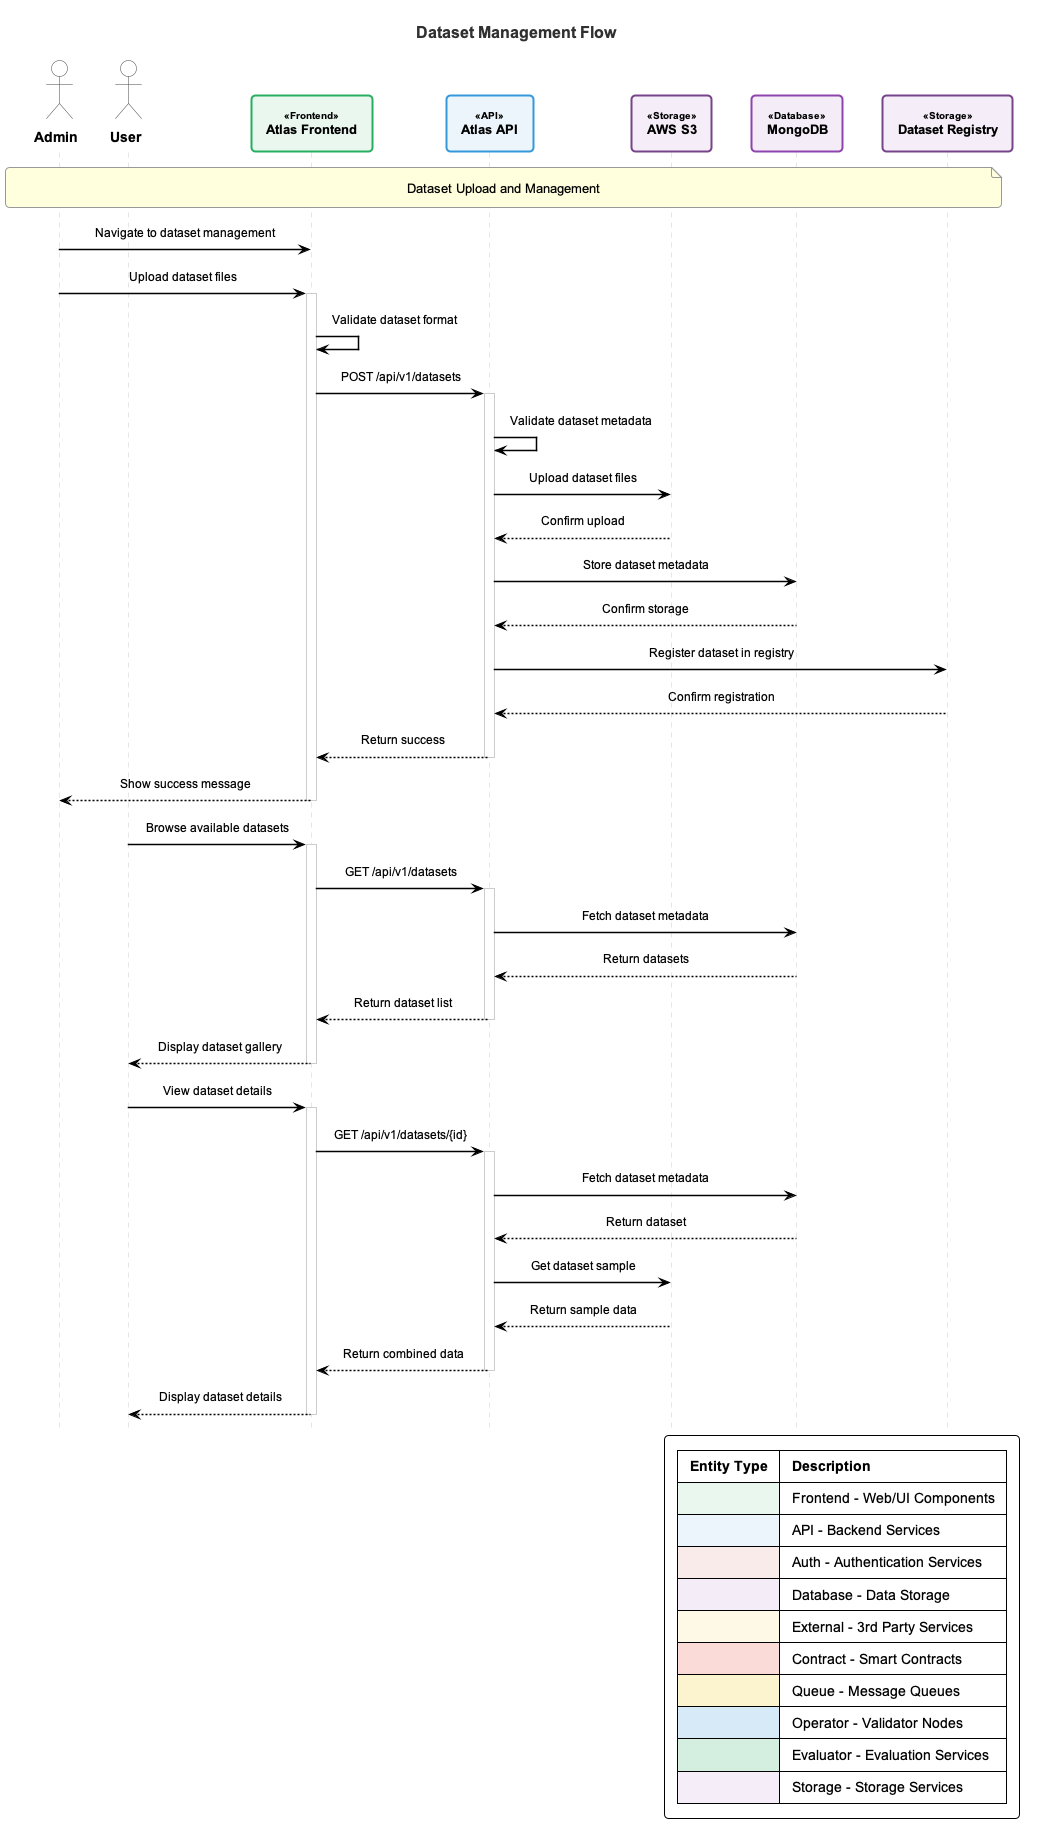 Dataset Management Flow
Admin
User
«Frontend»
Atlas Frontend
«API»
Atlas API
«Storage»
AWS S3
«Database»
MongoDB
«Storage»
Dataset Registry
Dataset Upload and Management
Navigate to dataset management
Upload dataset files
Validate dataset format
POST /api/v1/datasets
Validate dataset metadata
Upload dataset files
Confirm upload
Store dataset metadata
Confirm storage
Register dataset in registry
Confirm registration
Return success
Show success message
Browse available datasets
GET /api/v1/datasets
Fetch dataset metadata
Return datasets
Return dataset list
Display dataset gallery
View dataset details
GET /api/v1/datasets/{id}
Fetch dataset metadata
Return dataset
Get dataset sample
Return sample data
Return combined data
Display dataset details
Entity Type Description
Frontend - Web/UI Components
API - Backend Services
Auth - Authentication Services
Database - Data Storage
External - 3rd Party Services
Contract - Smart Contracts
Queue - Message Queues
Operator - Validator Nodes
Evaluator - Evaluation Services
Storage - Storage Services